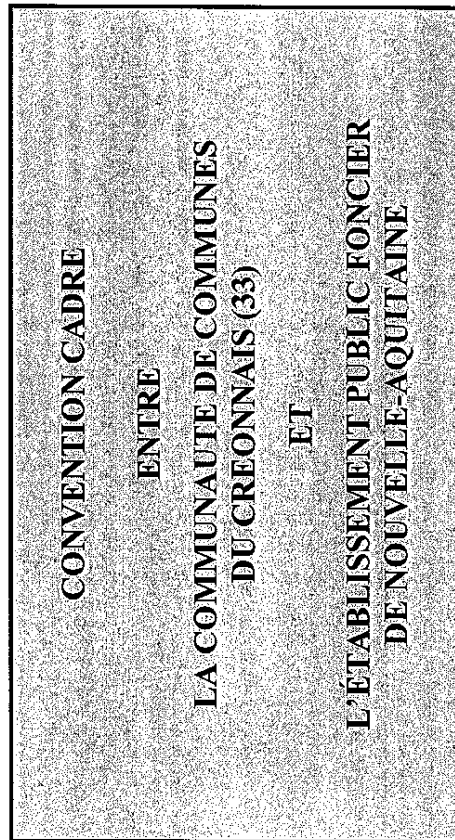 CONVENTION CADRE
ENTRE
LA COMMUNAUTE DE COMMUNES
DU CREONNAIS (33)
ET
L'ÉTABLISSEMENT PUBLIC FONCIER
DE NOUVELLE-AQUITAINE